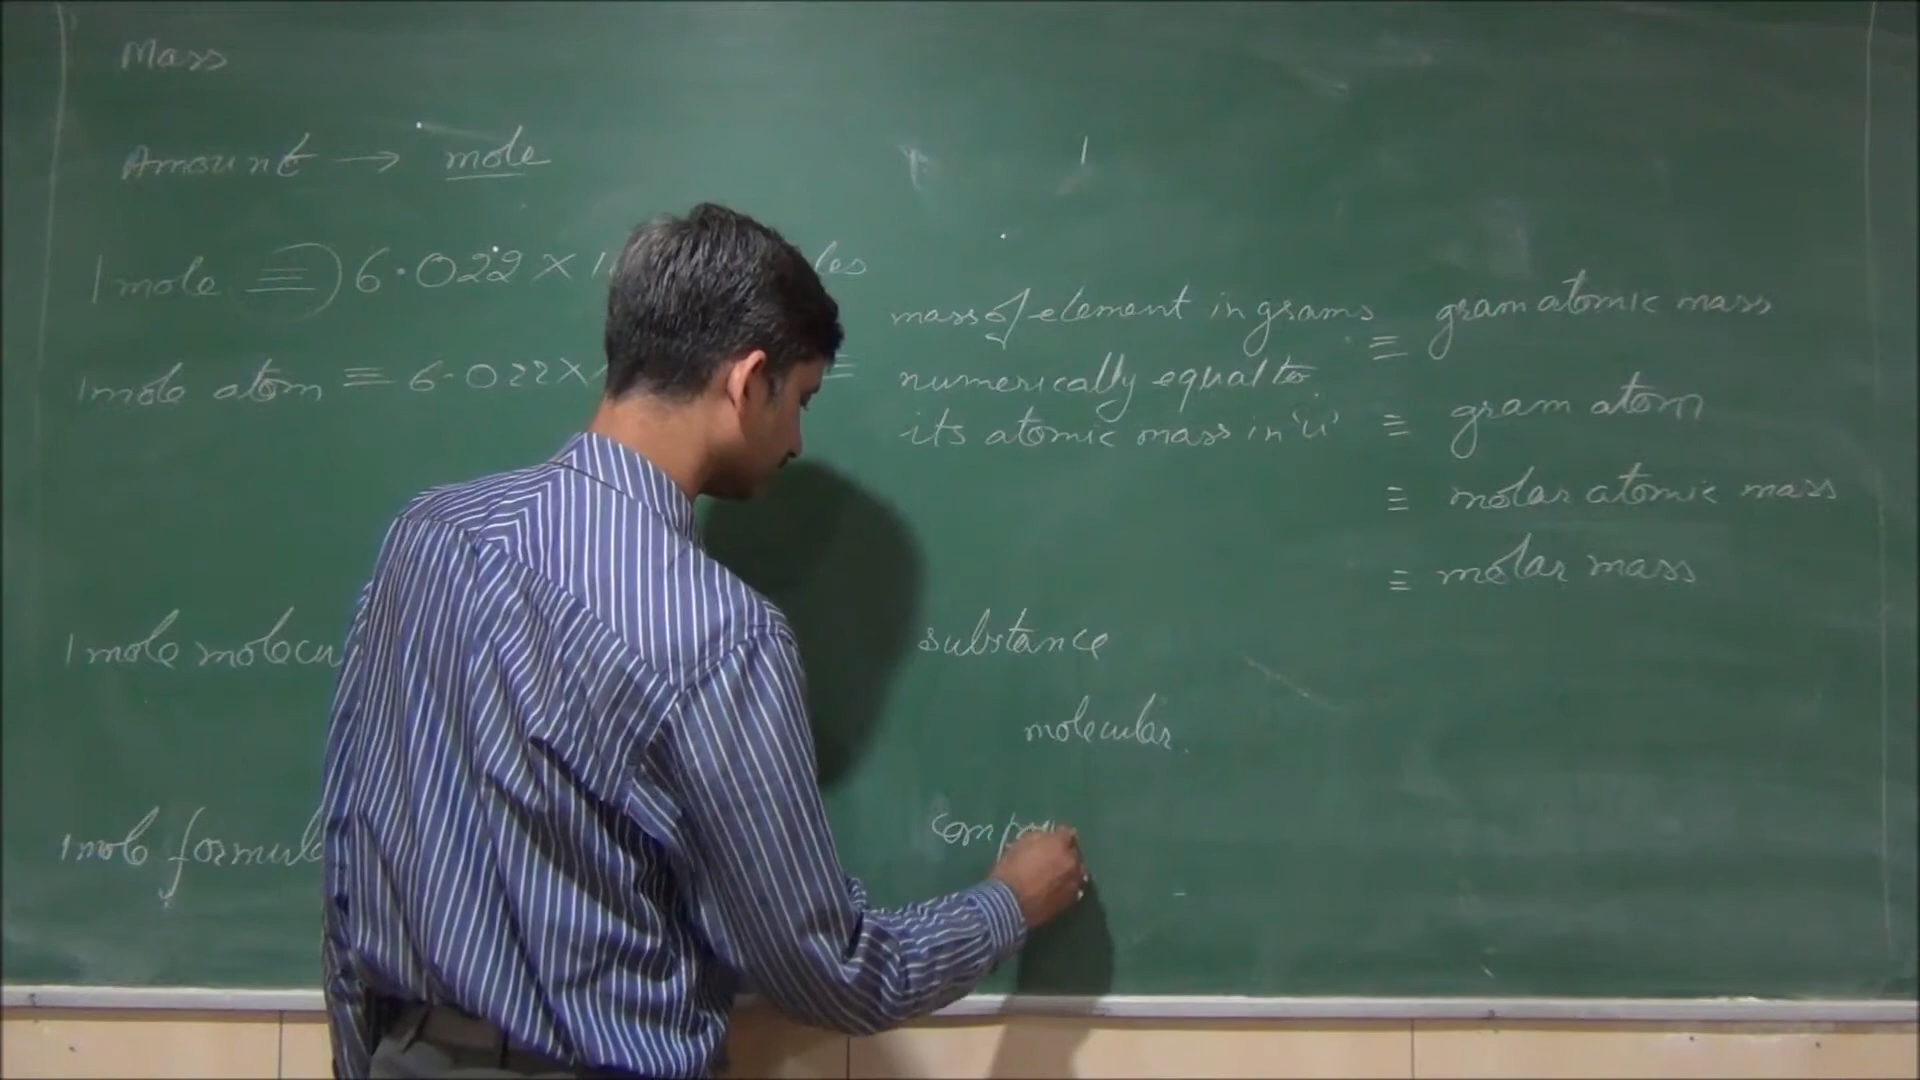 Mass
Amount → mole
1 mole ≡ 6.022 × 1
1 mole atom ≡ 6.022 × ≡
mass of element in grams
numerically equal to
its atomic mass in 'u'
≡ gram atomic mass
≡ gram atom
≡ molar atomic mass
≡ molar mass
1 mole molecu
substance
molecular.
1 mole formula
comp